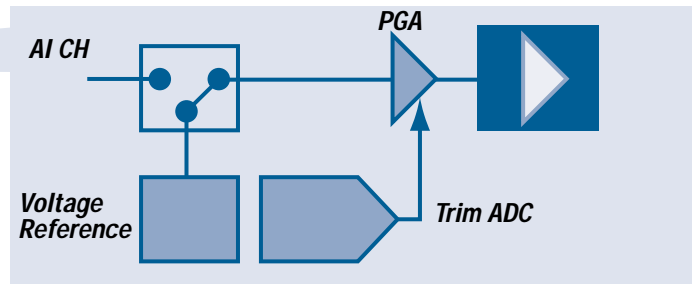 PGA
AI CH
Voltage
Reference
Trim ADC